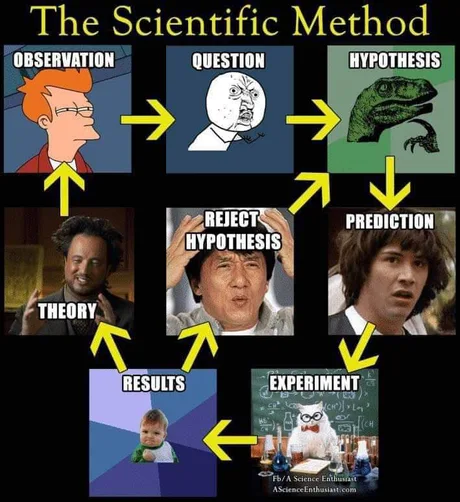 The Scientific Method
OBSERVATION
QUESTION
HYPOTHESIS
REJECT
HYPOTHESIS
PREDICTION
THEORY
RESULTS
EXPERIMENT
Fb/A Science Enthusiast
AScienceEnthusiast.com